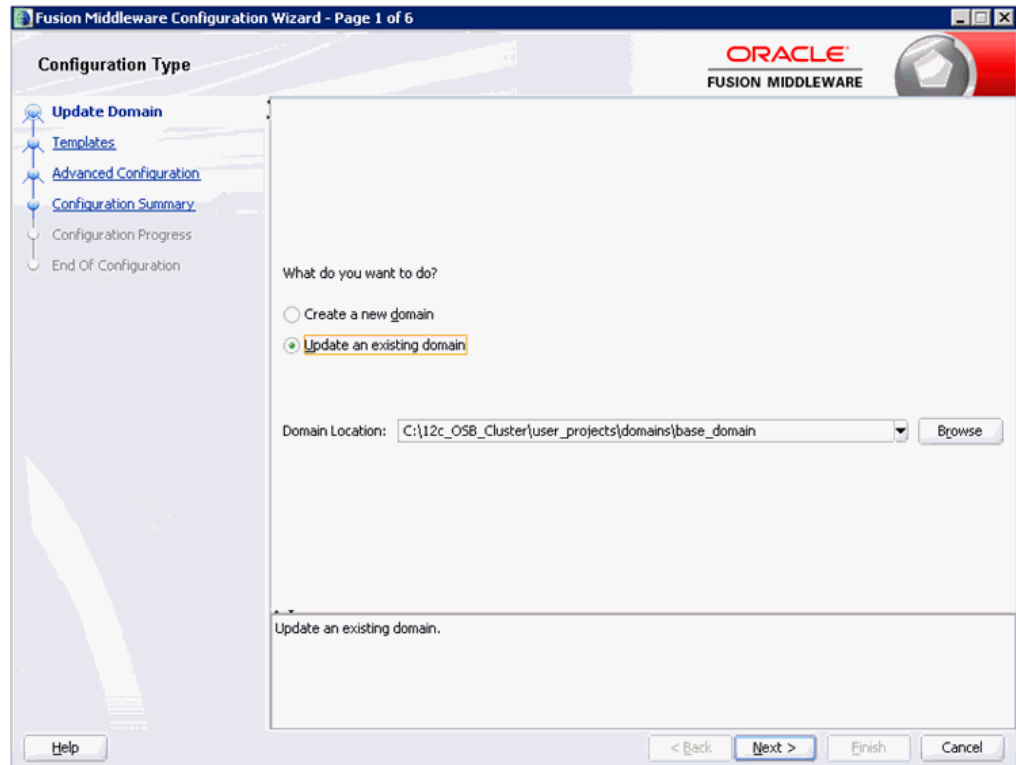 Fusion Middleware Configuration Wizard - Page 1 of 6
Configuration Type
ORACLE
FUSION MIDDLEWARE
Update Domain
Templates
Advanced Configuration
Configuration Summary
Configuration Progress
End Of Configuration
What do you want to do?
Create a new domain
Update an existing domain
Domain Location: C:\12c_OSB_Cluster\user_projects\domains\base_domain Browse
Update an existing domain.
Help < Back Next > Finish Cancel